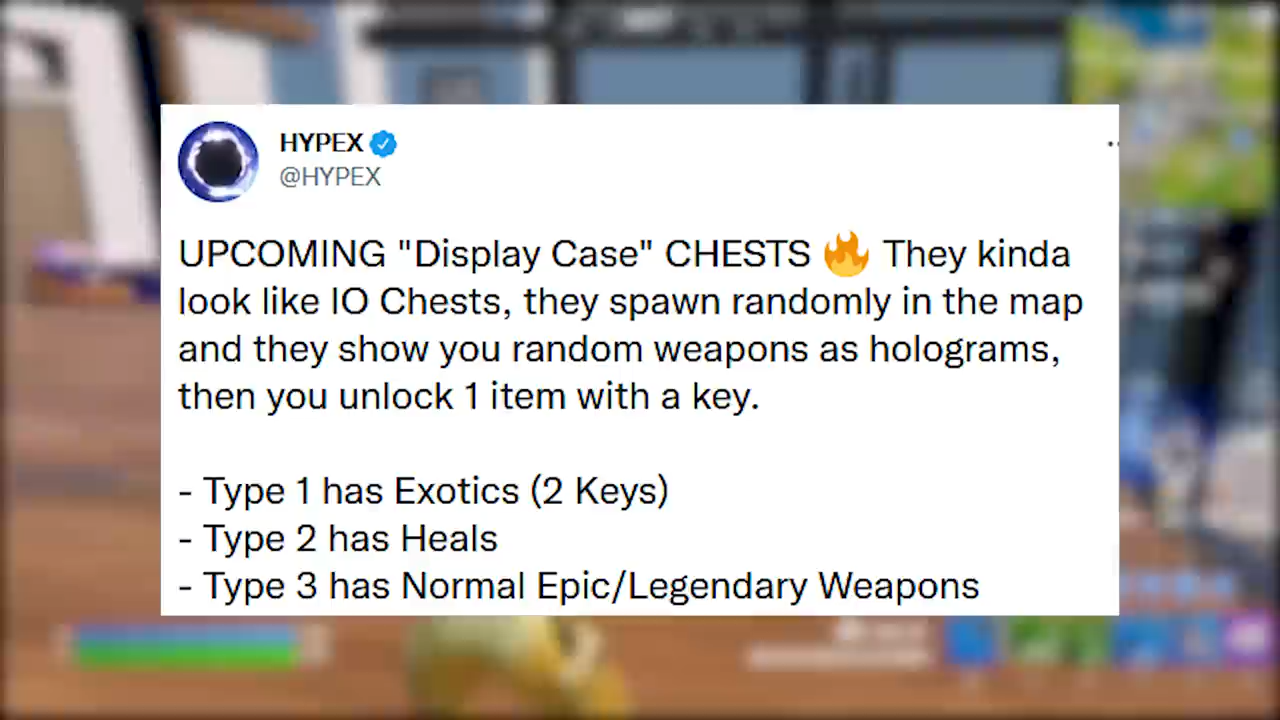 HYPEX
@HYPEX
UPCOMING "Display Case" CHESTS 🔥 They kinda
look like IO Chests, they spawn randomly in the map
and they show you random weapons as holograms,
then you unlock 1 item with a key.
- Type 1 has Exotics (2 Keys)
- Type 2 has Heals
- Type 3 has Normal Epic/Legendary Weapons